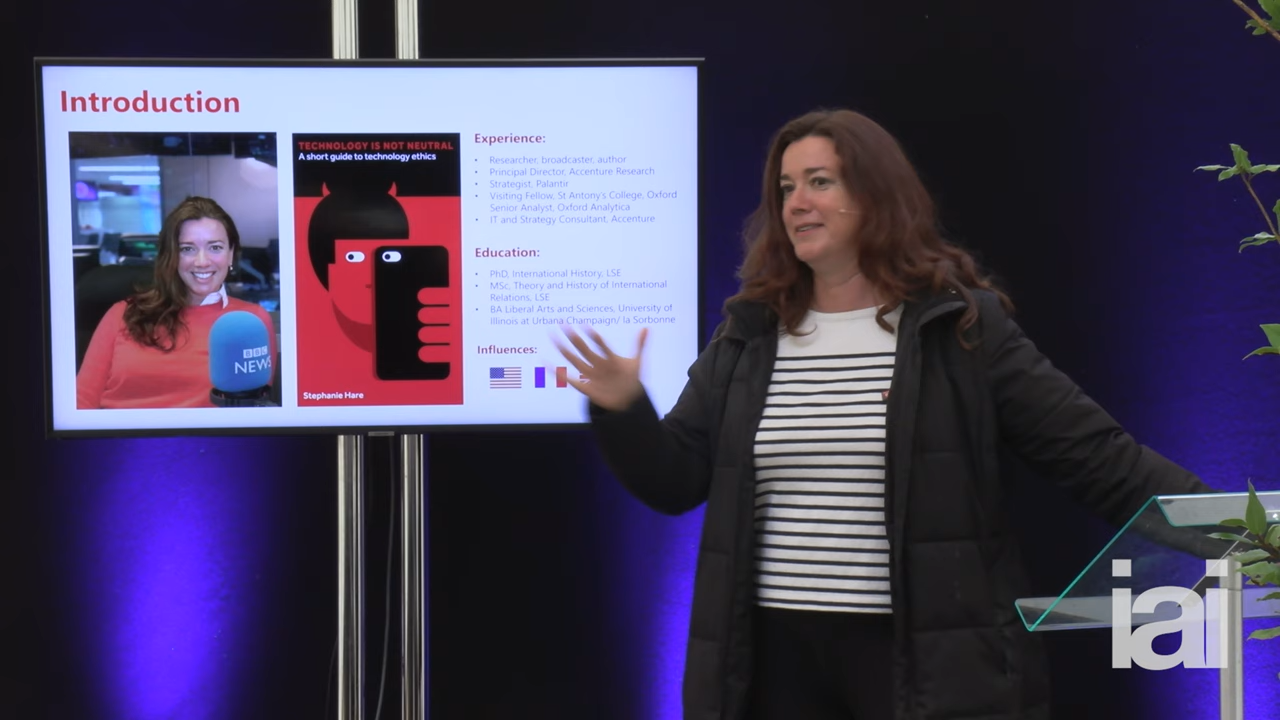 Introduction
TECHNOLOGY IS NOT NEUTRAL
A short guide to technology ethics
Stephanie Hare
BBC
NEWS
Experience:
• Researcher, broadcaster, author
• Principal Director, Accenture Research
• Strategist, Palantir
• Visiting Fellow, St Antony's College, Oxford
Senior Analyst, Oxford Analytica
• IT and Strategy Consultant, Accenture
Education:
• PhD, International History, LSE
• MSc, Theory and History of International
Relations, LSE
• BA Liberal Arts and Sciences, University of
Illinois at Urbana Champaign/ la Sorbonne
Influences:
iai